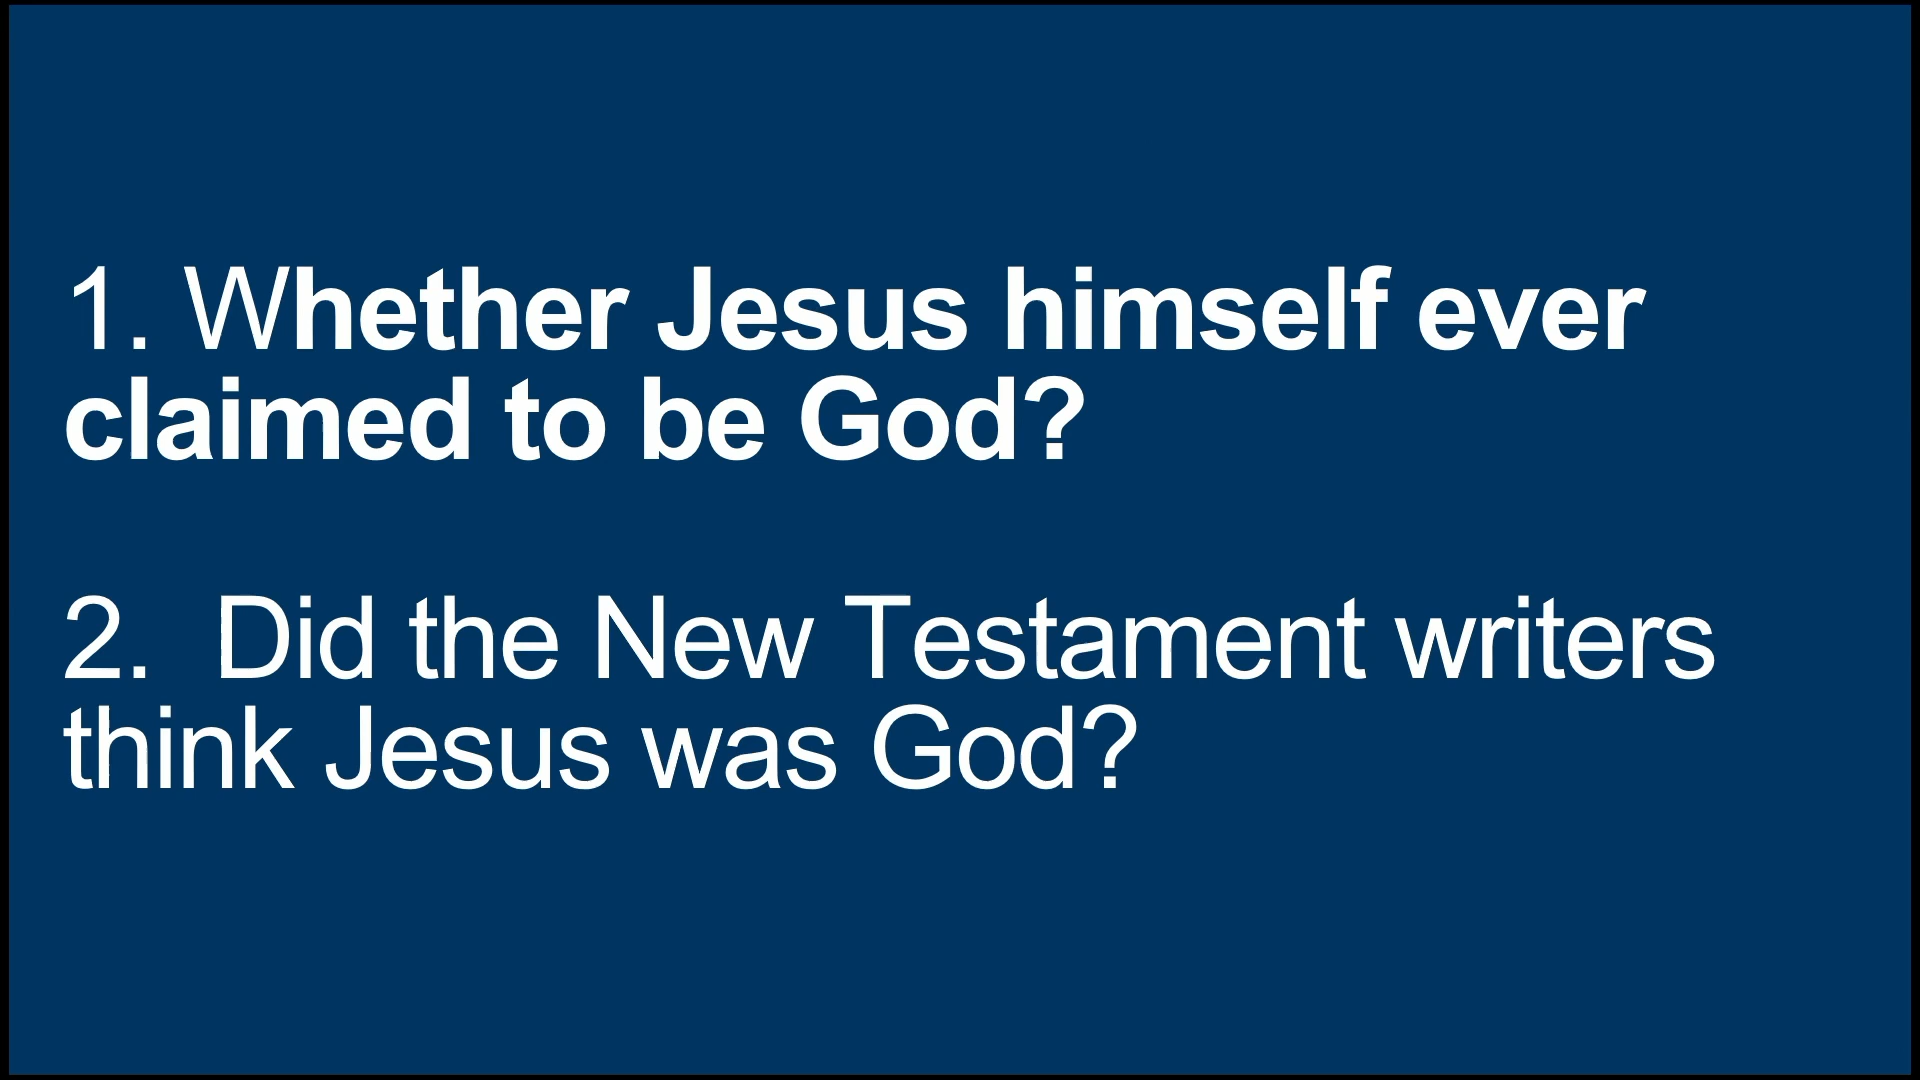 1. Whether Jesus himself ever
claimed to be God?
2. Did the New Testament writers
think Jesus was God?